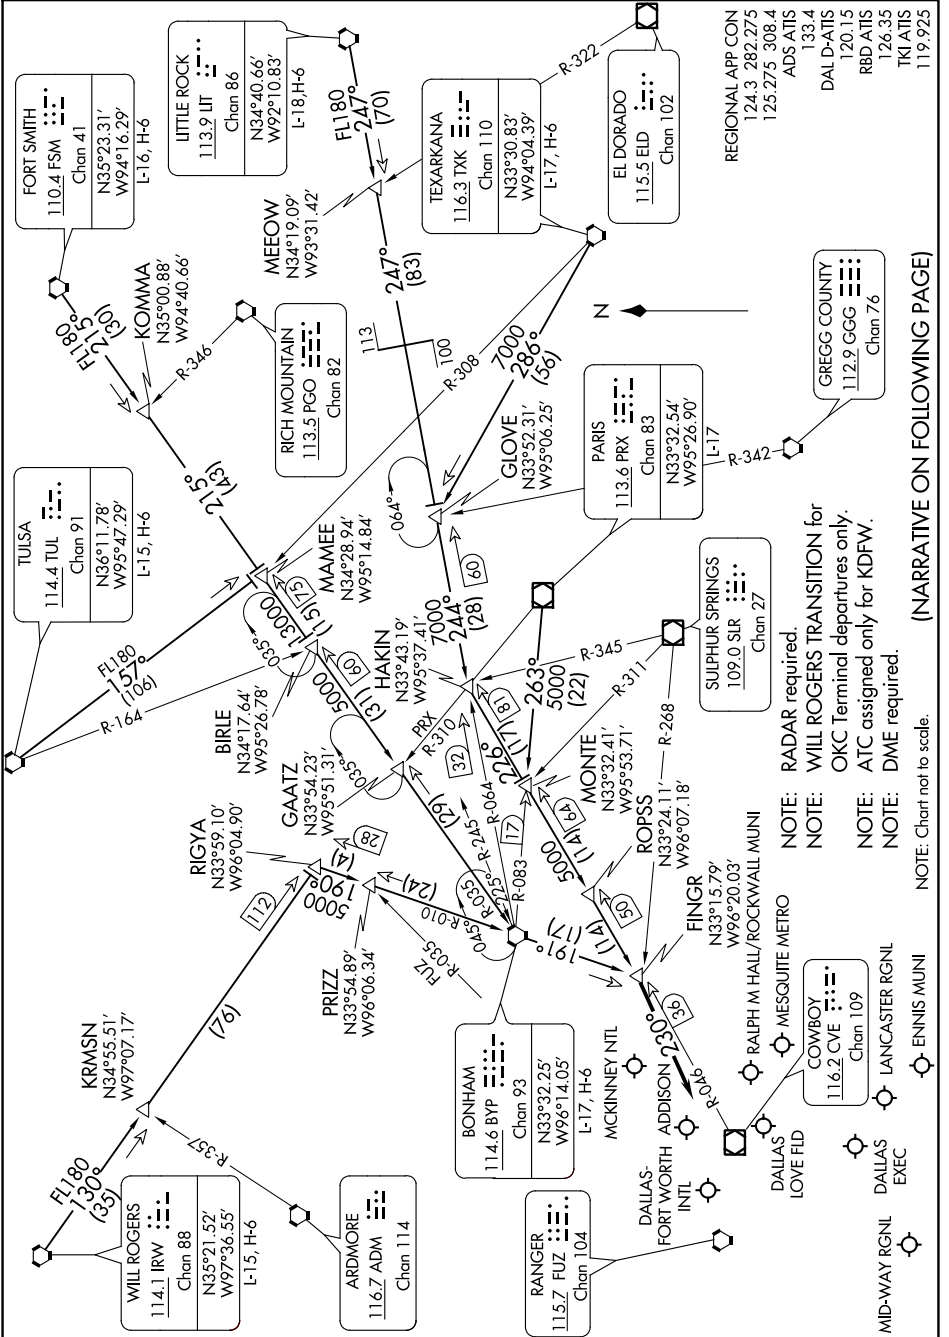 FORT SMITH
110.4 FSM
Chan 41
N35°23.31'
W94°16.29'
L-16, H-6
LITTLE ROCK
113.9 LIT
Chan 86
N34°40.66'
W92°10.83'
L-18, H-6
TEXARKANA
116.3 TXK
Chan 110
N33°30.83'
W94°04.39'
L-17, H-6
EL DORADO
115.5 ELD
Chan 102
R-322
REGIONAL APP CON
124.3 282.275
125.275 308.4
ADS ATIS
133.4
DAL D-ATIS
120.15
RBD ATIS
126.35
TKI ATIS
119.925
FL180
215°
(30)
KOMMA
N35°00.88'
W94°40.66'
R-346
RICH MOUNTAIN
113.5 PGO
Chan 82
FL180
247°
(70)
MEEOW
N34°19.09'
W93°31.42'
247°
(83)
113
100
R-308
7000
286°
(56)
N
GREGG COUNTY
112.9 GGG
Chan 76
R-342
TULSA
114.4 TUL
Chan 91
N36°11.78'
W95°47.29'
L-15, H-6
215°
(43)
MAMEE
N34°28.94'
W95°14.84'
FL180
157°
(106)
R-164
13000
(15)
75
035°
BIRLE
N34°17.64'
W95°26.78'
5000
(31)
60
035°
GAATZ
N33°54.23'
W95°51.31'
(29)
GLOVE
N33°52.31'
W95°06.25'
064°
7000
244°
(28)
60
PARIS
113.6 PRX
Chan 83
N33°32.54'
W95°26.90'
L-17
HAKIN
N33°43.19'
W95°37.41'
PRX
R-310
32
226°
(17)
81
263°
5000
(22)
R-345
R-311
R-268
SULPHUR SPRINGS
109.0 SLR
Chan 27
MONTE
N33°32.41'
W95°53.71'
5000
(14)
64
ROPSS
N33°24.11'
W96°07.18'
(14)
50
FINGR
N33°15.79'
W96°20.03'
230°
36
R-046
RIGYA
N33°59.10'
W96°04.90'
112
28
5000
190°
(4)
PRIZZ
N33°54.89'
W96°06.34'
(24)
R-010
FUZ
R-035
045°
R-035
225°
R-245
R-064
R-083
17
191°
(17)
KRMSN
N34°55.51'
W97°07.17'
(76)
FL180
130°
(35)
R-357
WILL ROGERS
114.1 IRW
Chan 88
N35°21.52'
W97°36.55'
L-15, H-6
ARDMORE
116.7 ADM
Chan 114
BONHAM
114.6 BYP
Chan 93
N33°32.25'
W96°14.05'
L-17, H-6
RANGER
115.7 FUZ
Chan 104
COWBOY
116.2 CVE
Chan 109
MCKINNEY NTL
ADDISON
DALLAS-
FORT WORTH
INTL
DALLAS
LOVE FLD
RALPH M HALL/ROCKWALL MUNI
MESQUITE METRO
LANCASTER RGNL
DALLAS
EXEC
ENNIS MUNI
MID-WAY RGNL
NOTE: RADAR required.
NOTE: WILL ROGERS TRANSITION for
OKC Terminal departures only.
NOTE: ATC assigned only for KDFW.
NOTE: DME required.
NOTE: Chart not to scale.
(NARRATIVE ON FOLLOWING PAGE)